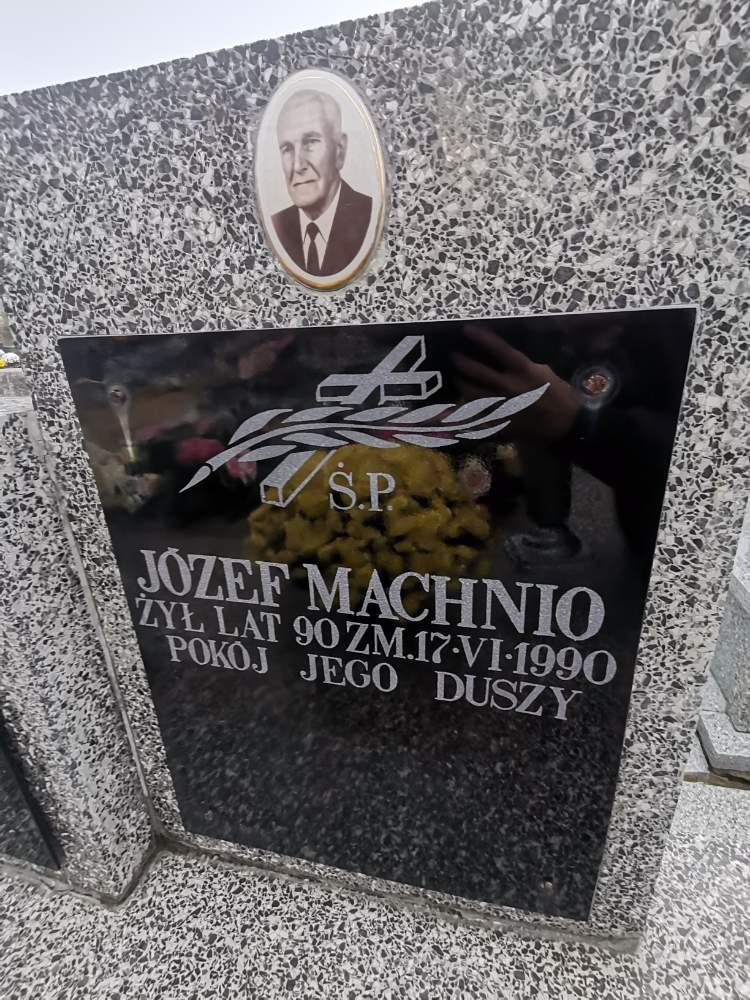 Ś.P.
JÓZEF MACHNIO
ŻYŁ LAT 90 ZM.17·VI·1990
POKÓJ JEGO DUSZY